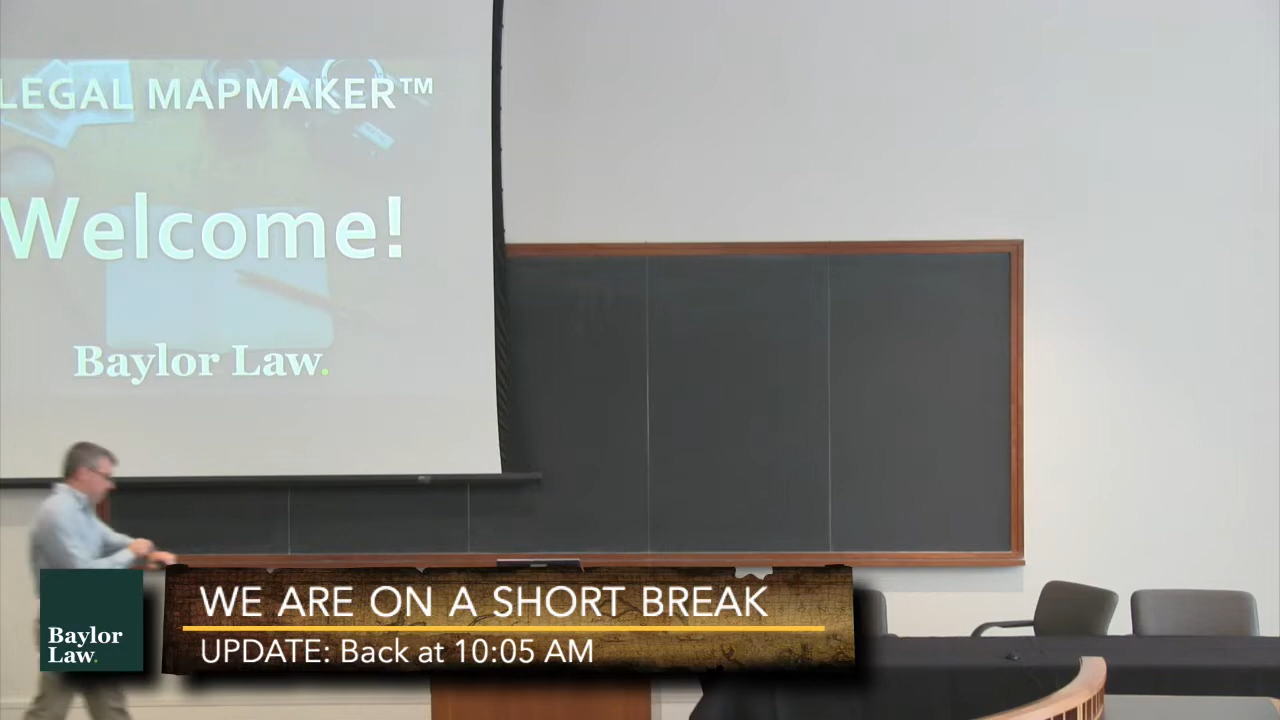 LEGAL MAPMAKER™
Welcome!
Baylor Law.
WE ARE ON A SHORT BREAK
UPDATE: Back at 10:05 AM
Baylor
Law.